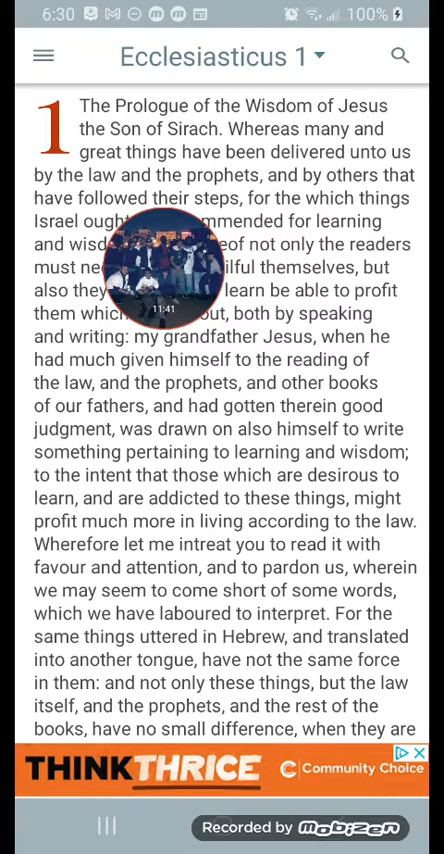 6:30
100%
Ecclesiasticus 1
1 The Prologue of the Wisdom of Jesus
the Son of Sirach. Whereas many and
great things have been delivered unto us
by the law and the prophets, and by others that
have followed their steps, for the which things
Israel ought mmended for learning
and wisd eof not only the readers
must ne ilful themselves, but
also they learn be able to profit
them which out, both by speaking
11:41
and writing: my grandfather Jesus, when he
had much given himself to the reading of
the law, and the prophets, and other books
of our fathers, and had gotten therein good
judgment, was drawn on also himself to write
something pertaining to learning and wisdom;
to the intent that those which are desirous to
learn, and are addicted to these things, might
profit much more in living according to the law.
Wherefore let me intreat you to read it with
favour and attention, and to pardon us, wherein
we may seem to come short of some words,
which we have laboured to interpret. For the
same things uttered in Hebrew, and translated
into another tongue, have not the same force
in them: and not only these things, but the law
itself, and the prophets, and the rest of the
books, have no small difference, when they are
THINKTHRICE Community Choice
Recorded by Mobizen